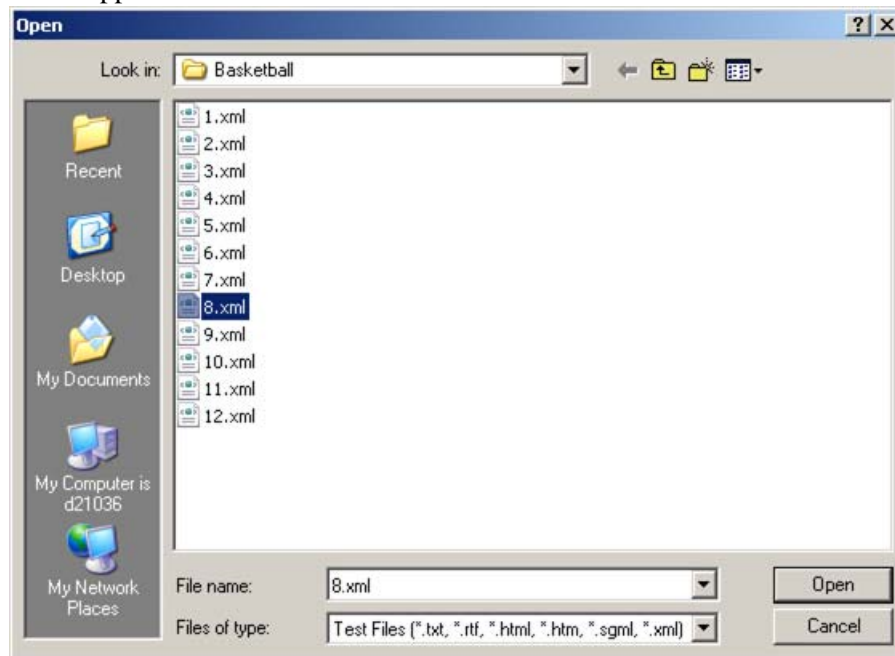 Open
Look in: Basketball
Recent
Desktop
My Documents
My Computer is
d21036
My Network
Places
1.xml
2.xml
3.xml
4.xml
5.xml
6.xml
7.xml
8.xml
9.xml
10.xml
11.xml
12.xml
File name: 8.xml Open
Files of type: Test Files (*.txt, *.rtf, *.html, *.htm, *.sgml, *.xml) Cancel